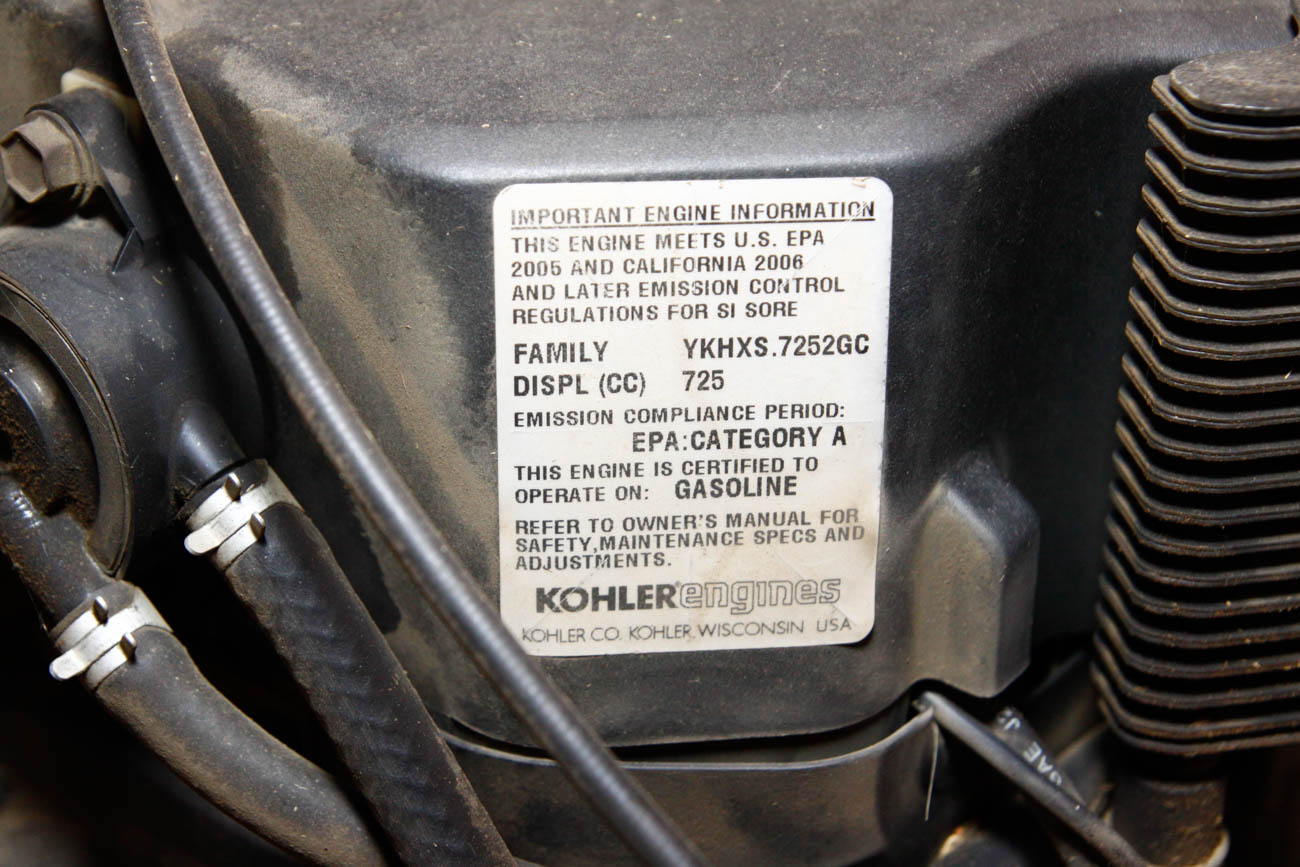 IMPORTANT ENGINE INFORMATION
THIS ENGINE MEETS U.S. EPA
2005 AND CALIFORNIA 2006
AND LATER EMISSION CONTROL
REGULATIONS FOR SI SORE
FAMILY YKHXS.7252GC
DISPL (CC) 725
EMISSION COMPLIANCE PERIOD:
EPA:CATEGORY A
THIS ENGINE IS CERTIFIED TO
OPERATE ON: GASOLINE
REFER TO OWNER'S MANUAL FOR
SAFETY,MAINTENANCE SPECS AND
ADJUSTMENTS.
KOHLER engines
KOHLER CO. KOHLER, WISCONSIN USA